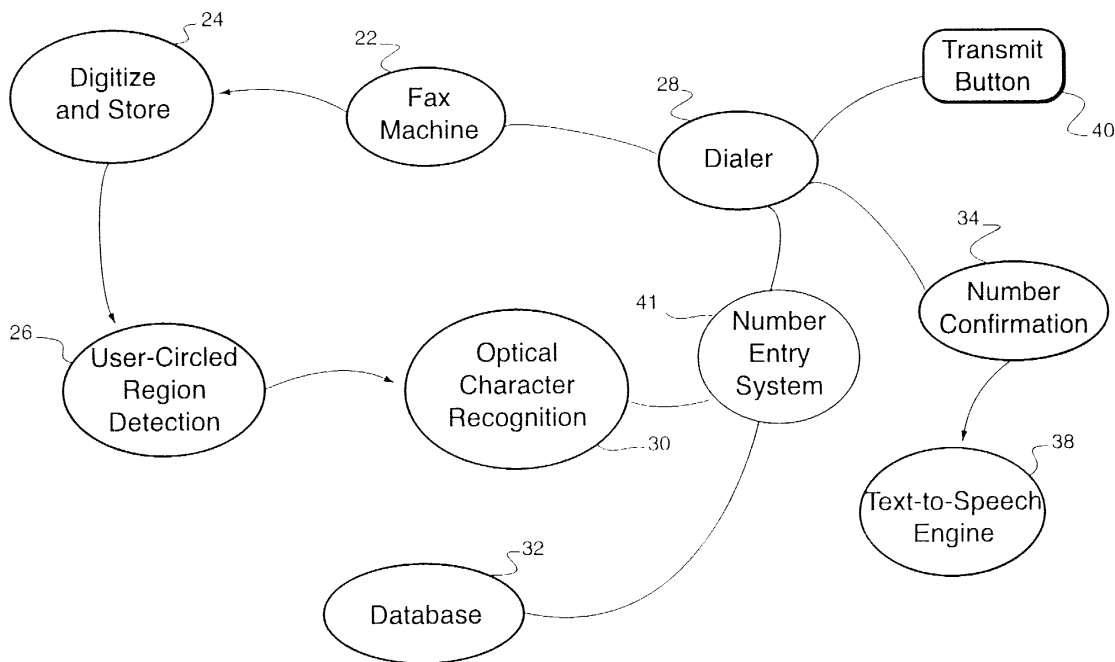 24
Digitize
and Store
22
Fax
Machine
28
Dialer
Transmit
Button
40
34
Number
Confirmation
41
Number
Entry
System
26
User-Circled
Region
Detection
Optical
Character
Recognition
30
38
Text-to-Speech
Engine
32
Database